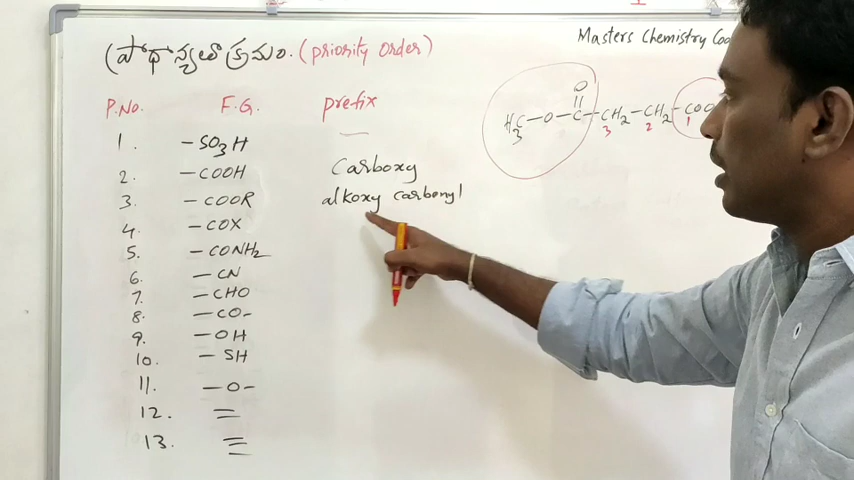 Masters Chemistry
(ప్రాధాన్యతా క్రమం. (priority order)
P.No. F.G. prefix
1. -SO3H —
2. -COOH Carboxy
3. -COOR alkoxy carbonyl
4. -COX
5. -CONH2
6. -CN
7. -CHO
8. -CO-
9. -OH
10. -SH
11. -O-
12. =
13. ≡
O
H3C-O-C-CH2-CH2-COO
3 2 1